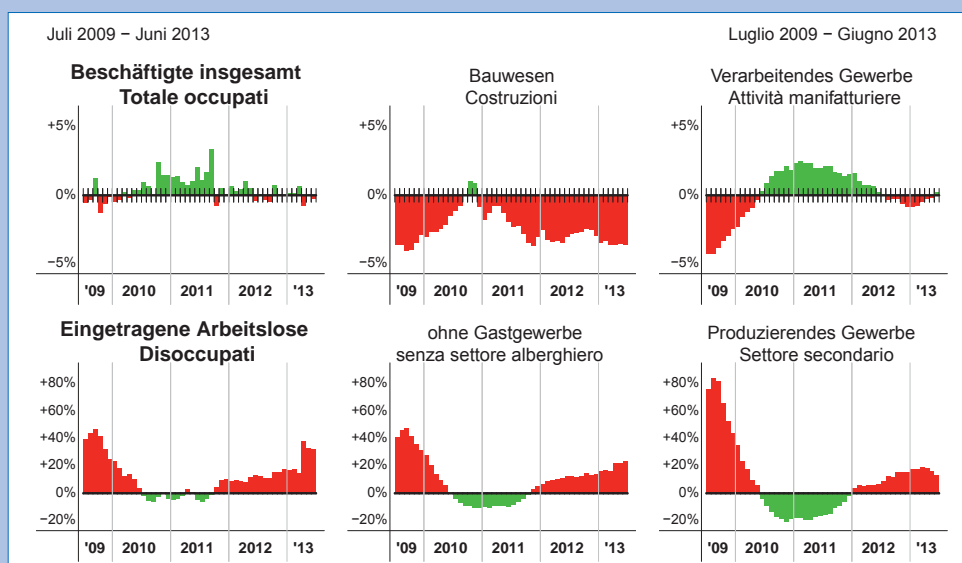 Juli 2009 − Juni 2013
Luglio 2009 − Giugno 2013
Beschäftigte insgesamt
Totale occupati
+5%
0%
−5%
'09 2010 2011 2012 '13
Bauwesen
Costruzioni
+5%
0%
−5%
'09 2010 2011 2012 '13
Verarbeitendes Gewerbe
Attività manifatturiere
+5%
0%
−5%
'09 2010 2011 2012 '13
Eingetragene Arbeitslose
Disoccupati
+80%
+60%
+40%
+20%
0%
−20%
'09 2010 2011 2012 '13
ohne Gastgewerbe
senza settore alberghiero
+80%
+60%
+40%
+20%
0%
−20%
'09 2010 2011 2012 '13
Produzierendes Gewerbe
Settore secondario
+80%
+60%
+40%
+20%
0%
−20%
'09 2010 2011 2012 '13